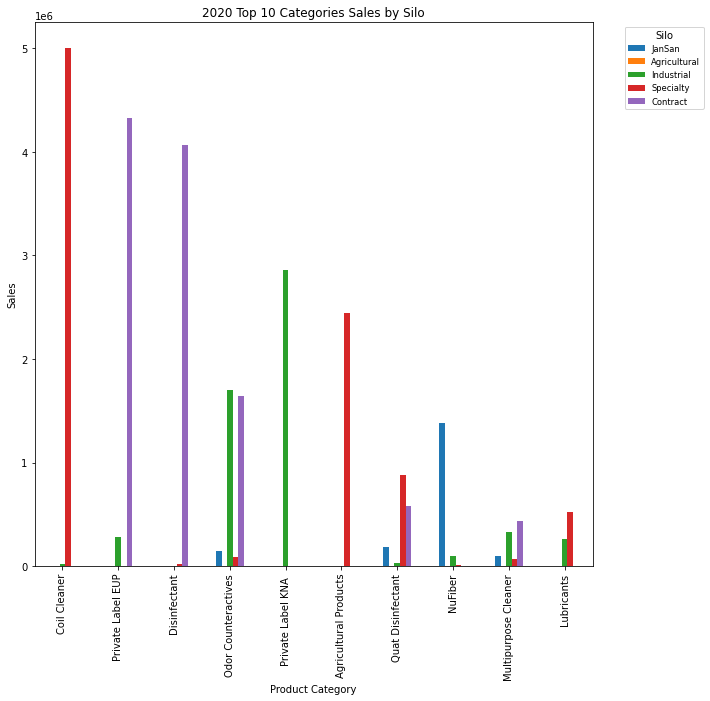 2020 Top 10 Categories Sales by Silo
1e6
Silo
JanSan
Agricultural
Industrial
Specialty
Contract
5
4
3
2
1
0
Sales
Coil Cleaner
Private Label EUP
Disinfectant
Odor Counteractives
Private Label KNA
Agricultural Products
Quat Disinfectant
NuFiber
Multipurpose Cleaner
Lubricants
Product Category